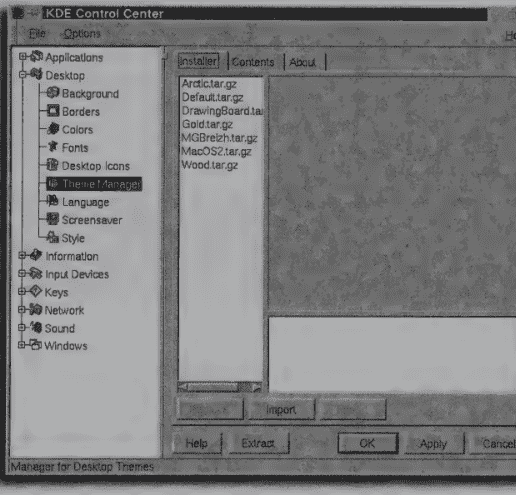 KDE Control Center
File Options He
Applications
Desktop
Background
Borders
Colors
Fonts
Desktop Icons
Theme Manager
Language
Screensaver
Style
Information
Input Devices
Keys
Network
Sound
Windows
Installer Contents About
Arctic.tar.gz
Default.tar.gz
DrawingBoard.tar
Gold.tar.gz
MGBreizh.tar.gz
MacOS2.tar.gz
Wood.tar.gz
Import
Help Extract OK Apply Cancel
Manager for Desktop Themes